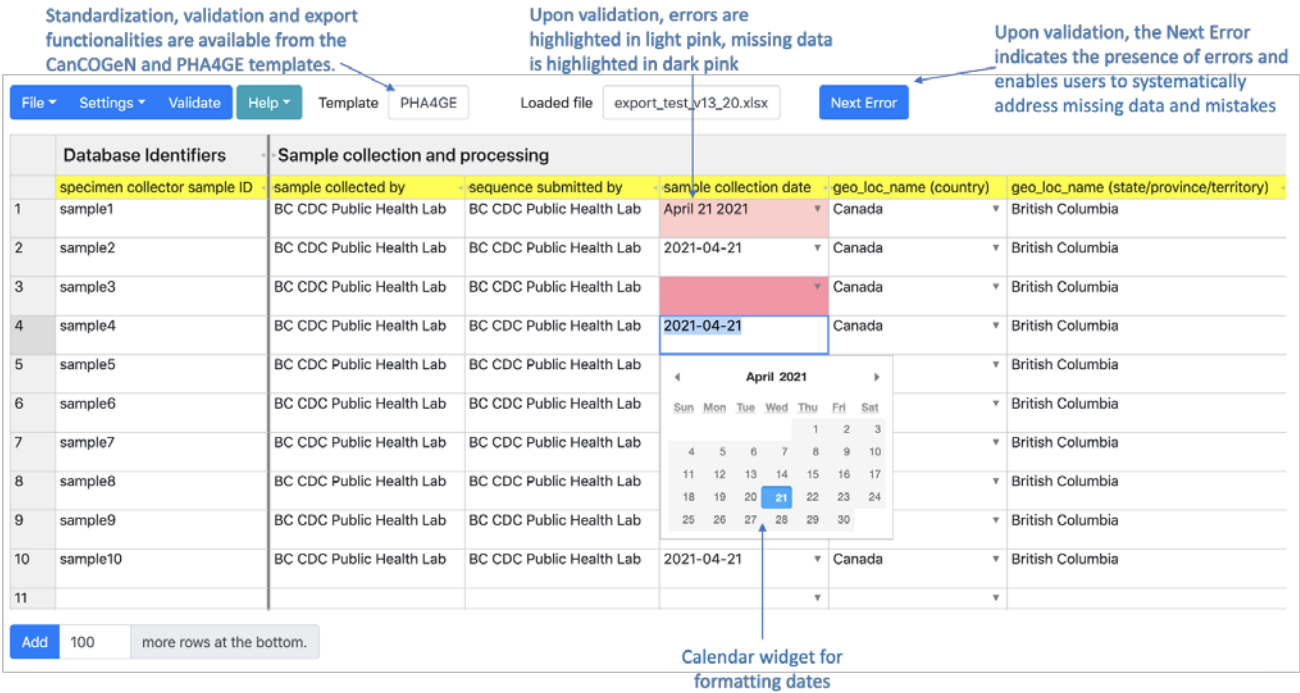 Standardization, validation and export
functionalities are available from the
CanCOGeN and PHA4GE templates.
Upon validation, errors are
highlighted in light pink, missing data
is highlighted in dark pink
Upon validation, the Next Error
indicates the presence of errors and
enables users to systematically
address missing data and mistakes
File Settings Validate Help Template PHA4GE Loaded file export_test_v13_20.xlsx Next Error
Database Identifiers Sample collection and processing
specimen collector sample ID sample collected by sequence submitted by sample collection date geo_loc_name (country) geo_loc_name (state/province/territory)
1 sample1 BC CDC Public Health Lab BC CDC Public Health Lab April 21 2021 Canada British Columbia
2 sample2 BC CDC Public Health Lab BC CDC Public Health Lab 2021-04-21 Canada British Columbia
3 sample3 BC CDC Public Health Lab BC CDC Public Health Lab Canada British Columbia
4 sample4 BC CDC Public Health Lab BC CDC Public Health Lab 2021-04-21 Canada British Columbia
5 sample5 BC CDC Public Health Lab BC CDC Public Health Lab British Columbia
6 sample6 BC CDC Public Health Lab BC CDC Public Health Lab British Columbia
7 sample7 BC CDC Public Health Lab BC CDC Public Health Lab British Columbia
8 sample8 BC CDC Public Health Lab BC CDC Public Health Lab British Columbia
9 sample9 BC CDC Public Health Lab BC CDC Public Health Lab British Columbia
10 sample10 BC CDC Public Health Lab BC CDC Public Health Lab 2021-04-21 Canada British Columbia
11
April 2021
Sun Mon Tue Wed Thu Fri Sat
1 2 3
4 5 6 7 8 9 10
11 12 13 14 15 16 17
18 19 20 21 22 23 24
25 26 27 28 29 30
Add 100 more rows at the bottom.
Calendar widget for
formatting dates